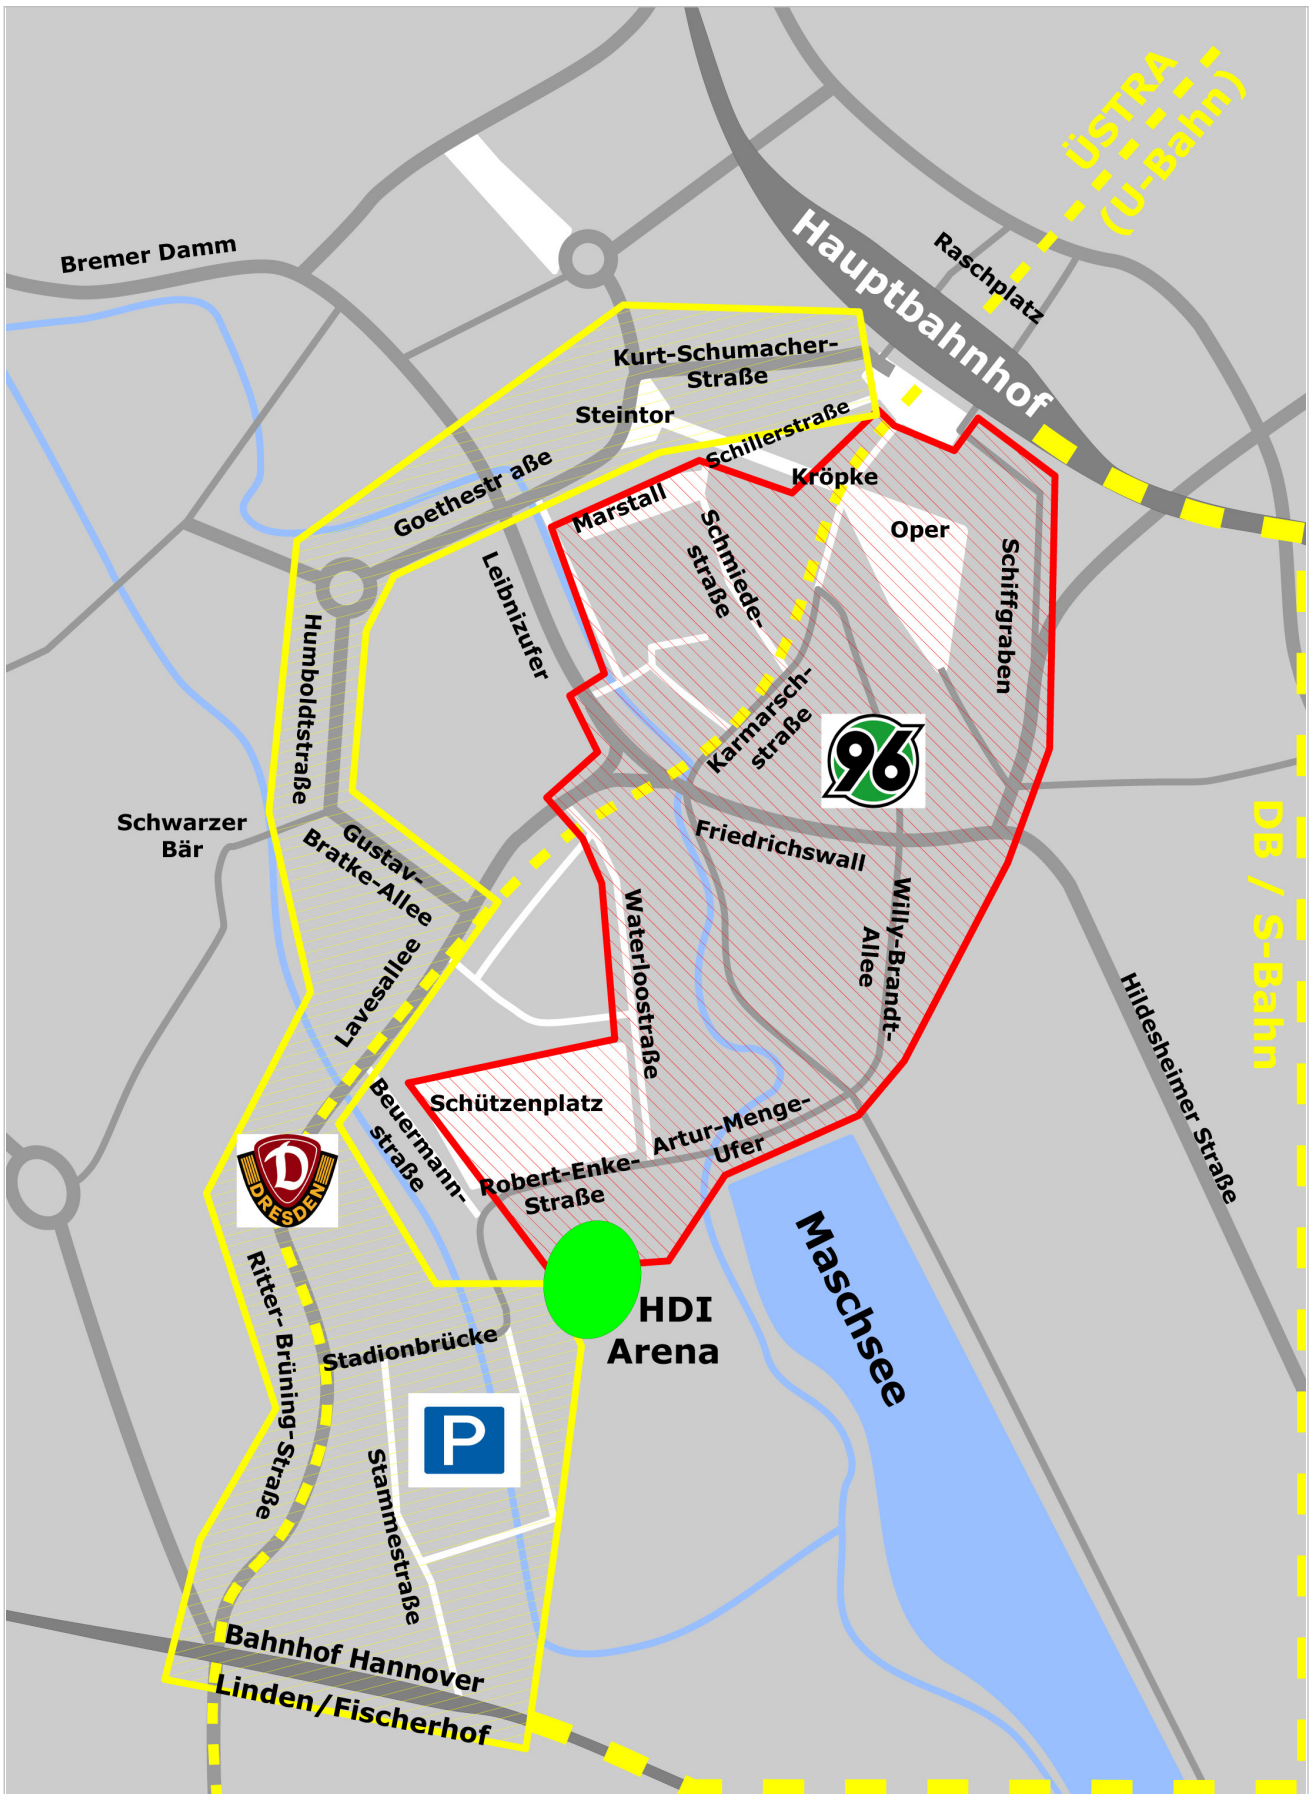 ÜSTRA
(U-Bahn)
Bremer Damm
Hauptbahnhof
Raschplatz
Kurt-Schumacher-
Straße
Steintor
Schillerstraße
Goethestr aße
Kröpke
Marstall
Oper
Schmiede-
straße
Schiffgraben
Leibnizufer
Humboldtstraße
Karmarsch-
straße
96
Schwarzer
Bär
Gustav-
Bratke-Allee
Friedrichswall
DB / S-Bahn
Waterloostraße
Willy-Brandt-
Allee
Lavesallee
Hildesheimer Straße
Beuermann-
straße
Schützenplatz
Artur-Menge-
Ufer
Robert-Enke-
Straße
D
DRESDEN
Maschsee
Ritter- Brüning-Straße
HDI
Arena
Stadionbrücke
P
Stammestraße
Bahnhof Hannover
Linden/Fischerhof